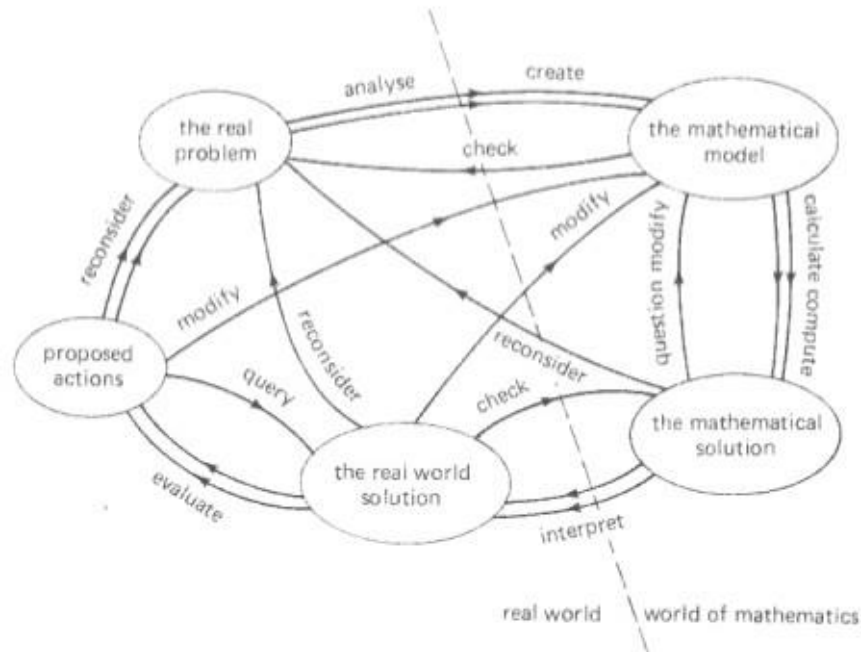 analyse
create
the real
problem
the mathematical
model
check
reconsider
modify
modify
question modify
calculate compute
reconsider
reconsider
proposed
actions
query
check
the mathematical
solution
the real world
solution
evaluate
interpret
real world
world of mathematics